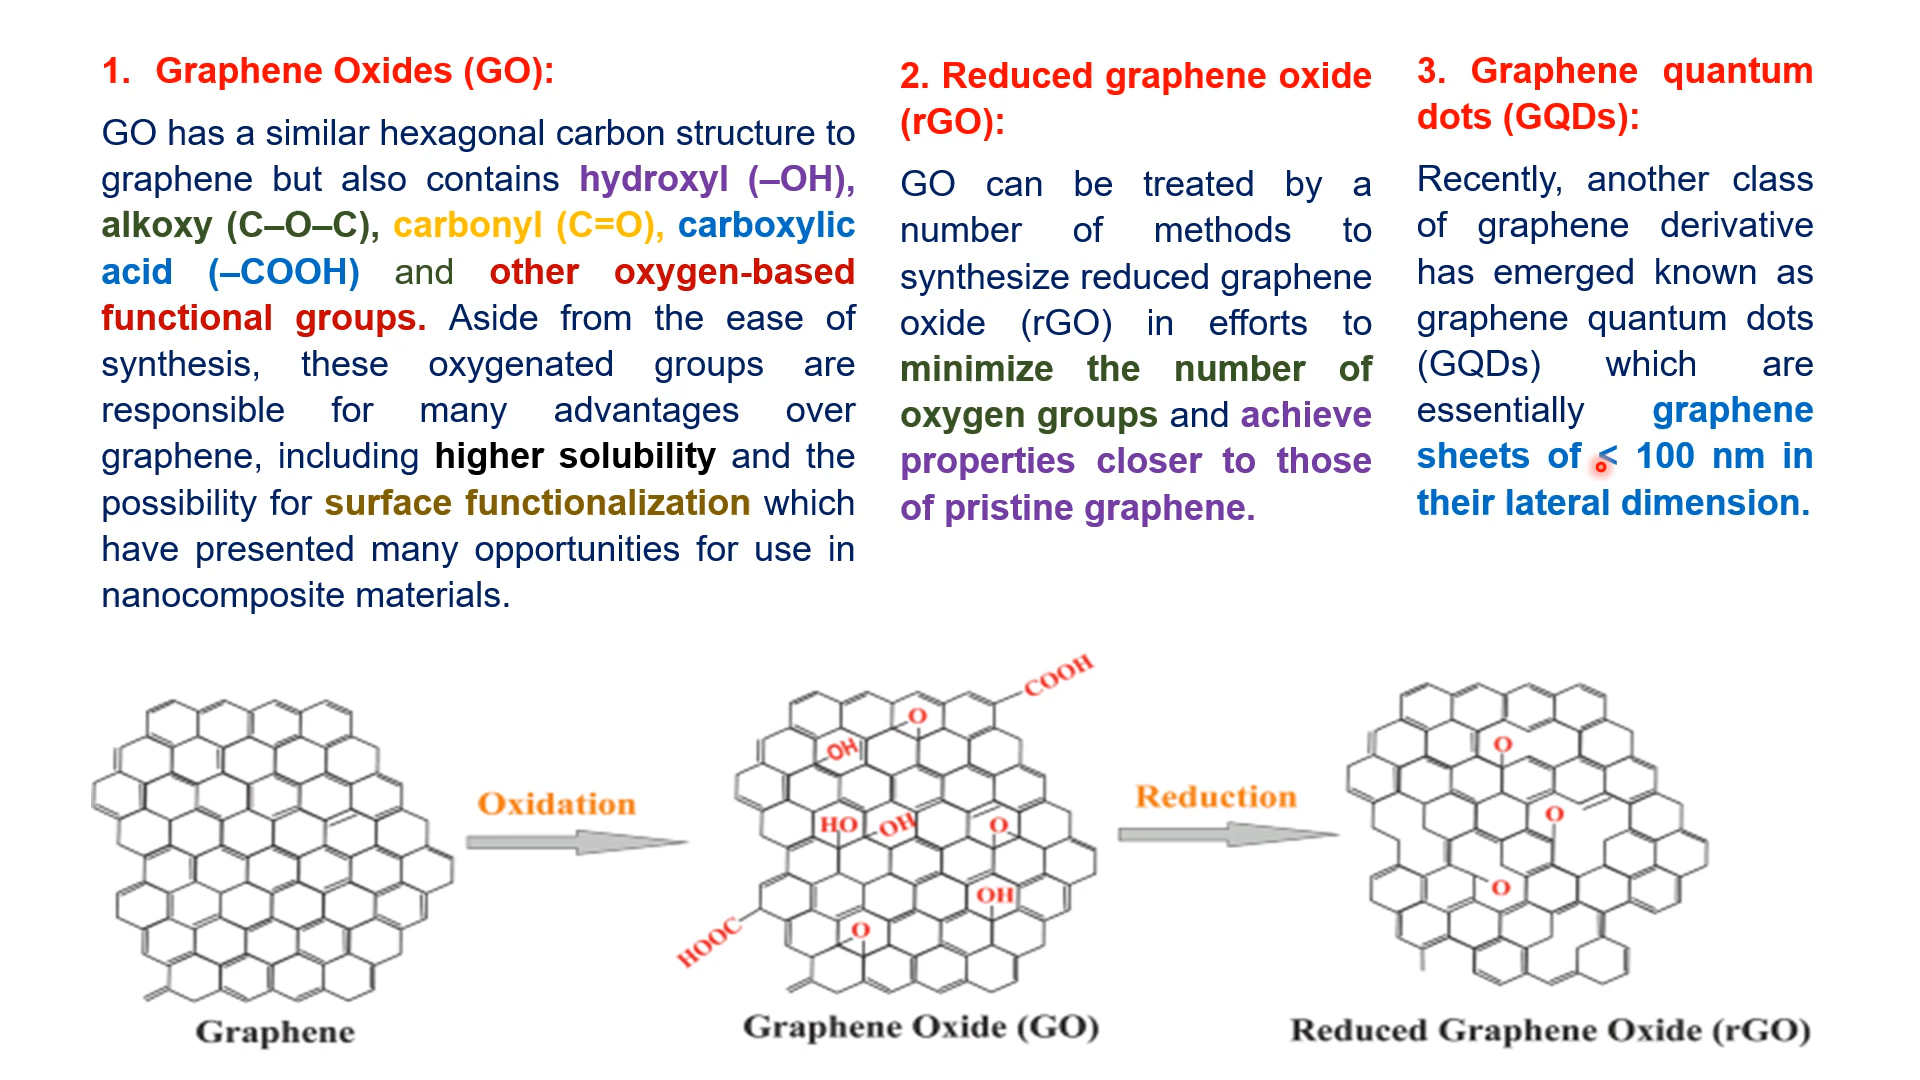 1. Graphene Oxides (GO):
GO has a similar hexagonal carbon structure to
graphene but also contains hydroxyl (–OH),
alkoxy (C–O–C), carbonyl (C=O), carboxylic
acid (–COOH) and other oxygen-based
functional groups. Aside from the ease of
synthesis, these oxygenated groups are
responsible for many advantages over
graphene, including higher solubility and the
possibility for surface functionalization which
have presented many opportunities for use in
nanocomposite materials.
2. Reduced graphene oxide
(rGO):
GO can be treated by a
number of methods to
synthesize reduced graphene
oxide (rGO) in efforts to
minimize the number of
oxygen groups and achieve
properties closer to those
of pristine graphene.
3. Graphene quantum
dots (GQDs):
Recently, another class
of graphene derivative
has emerged known as
graphene quantum dots
(GQDs) which are
essentially graphene
sheets of < 100 nm in
their lateral dimension.
Graphene
Oxidation
COOH
O
OH
HO
OH
O
OH
O
HOOC
Graphene Oxide (GO)
Reduction
O
O
O
Reduced Graphene Oxide (rGO)